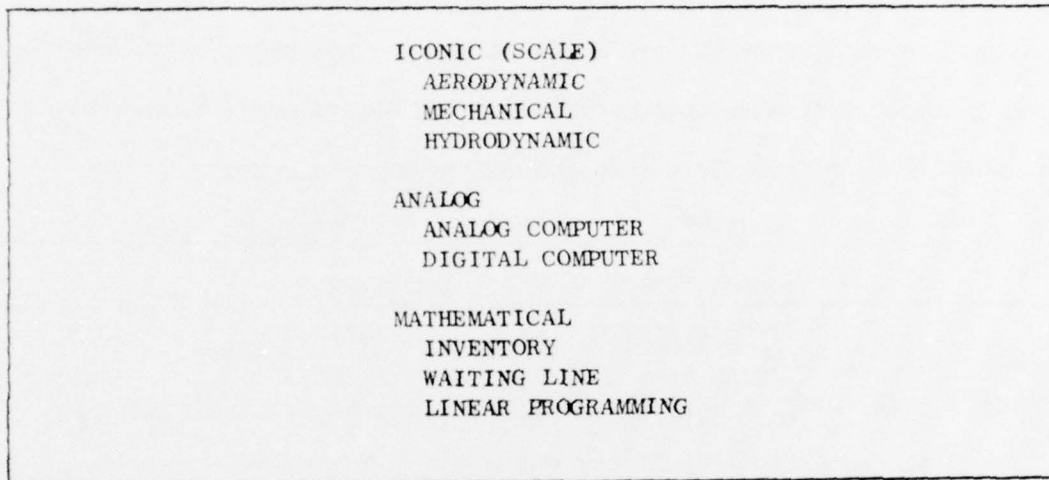 ICONIC (SCALE)
AERODYNAMIC
MECHANICAL
HYDRODYNAMIC
ANALOG
ANALOG COMPUTER
DIGITAL COMPUTER
MATHEMATICAL
INVENTORY
WAITING LINE
LINEAR PROGRAMMING